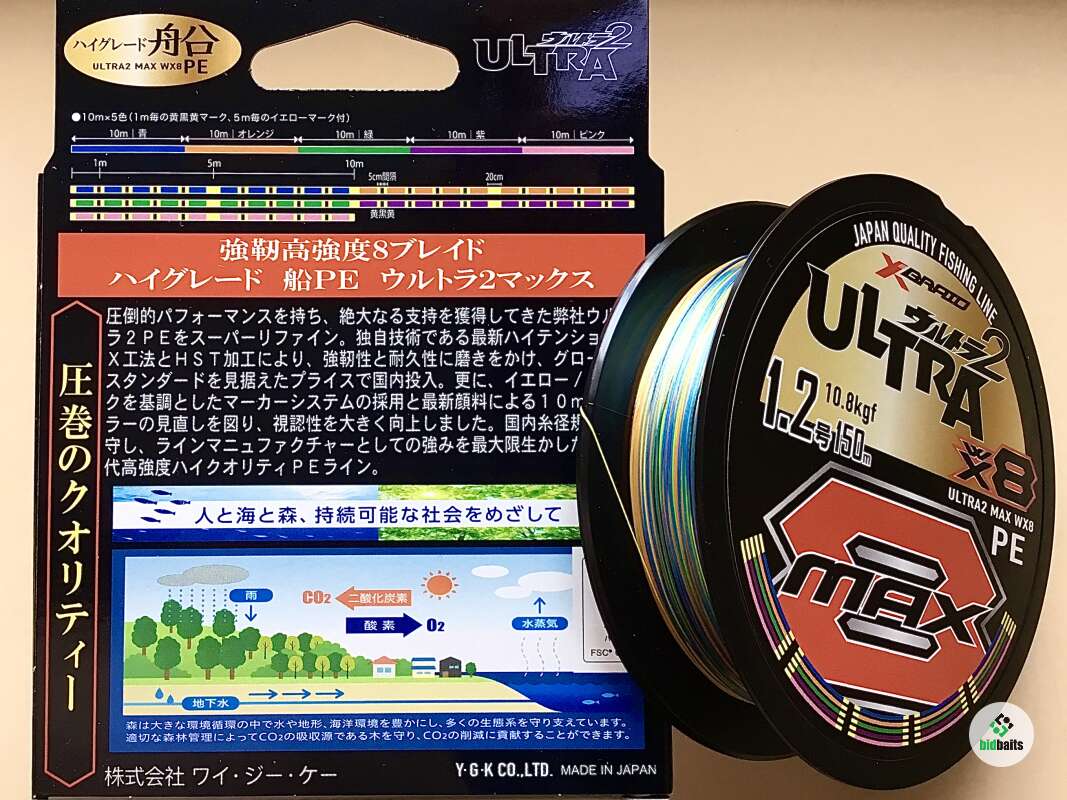 ハイグレード 船台
ULTRA2 MAX WX8 PE
ウルトラ2
ULTRA
●10m×5色(1m毎の黄黒黄マーク、5m毎のイエローマーク付)
10m|青 10m|オレンジ 10m|緑 10m|紫 10m|ピンク
1m 5m 10m
5cm間隔 20cm
黄黒黄
強靭高強度8ブレイド
ハイグレード 船PE ウルトラ2マックス
圧巻のクオリティー
圧倒的パフォーマンスを持ち、絶大なる支持を獲得してきた弊社ウル
ラ2PEをスーパーリファイン。独自技術である最新ハイテンショ
X工法とHST加工により、強靭性と耐久性に磨きをかけ、グロー
スタンダードを見据えたプライスで国内投入。更に、イエロー/
クを基調としたマーカーシステムの採用と最新顔料による10m
ラーの見直しを図り、視認性を大きく向上しました。国内糸径規
守し、ラインマニュファクチャーとしての強みを最大限生かした
代高強度ハイクオリティPEライン。
人と海と森、持続可能な社会をめざして
雨
CO2 二酸化炭素
酸素 O2
水蒸気
地下水
FSC®
森は大きな環境循環の中で水や地形、海洋環境を豊かにし、多くの生態系を守り支えています。
適切な森林管理によってCO2の吸収源である木を守り、CO2の削減に貢献することができます。
株式会社 ワイ・ジー・ケー
Y・G・K CO.,LTD. MADE IN JAPAN
JAPAN QUALITY FISHING LINE
X-BRAID
ウルトラ2
ULTRA
1.2号 150m
10.8kgf
WX8
ULTRA2 MAX WX8
PE
max
2
bidbaits